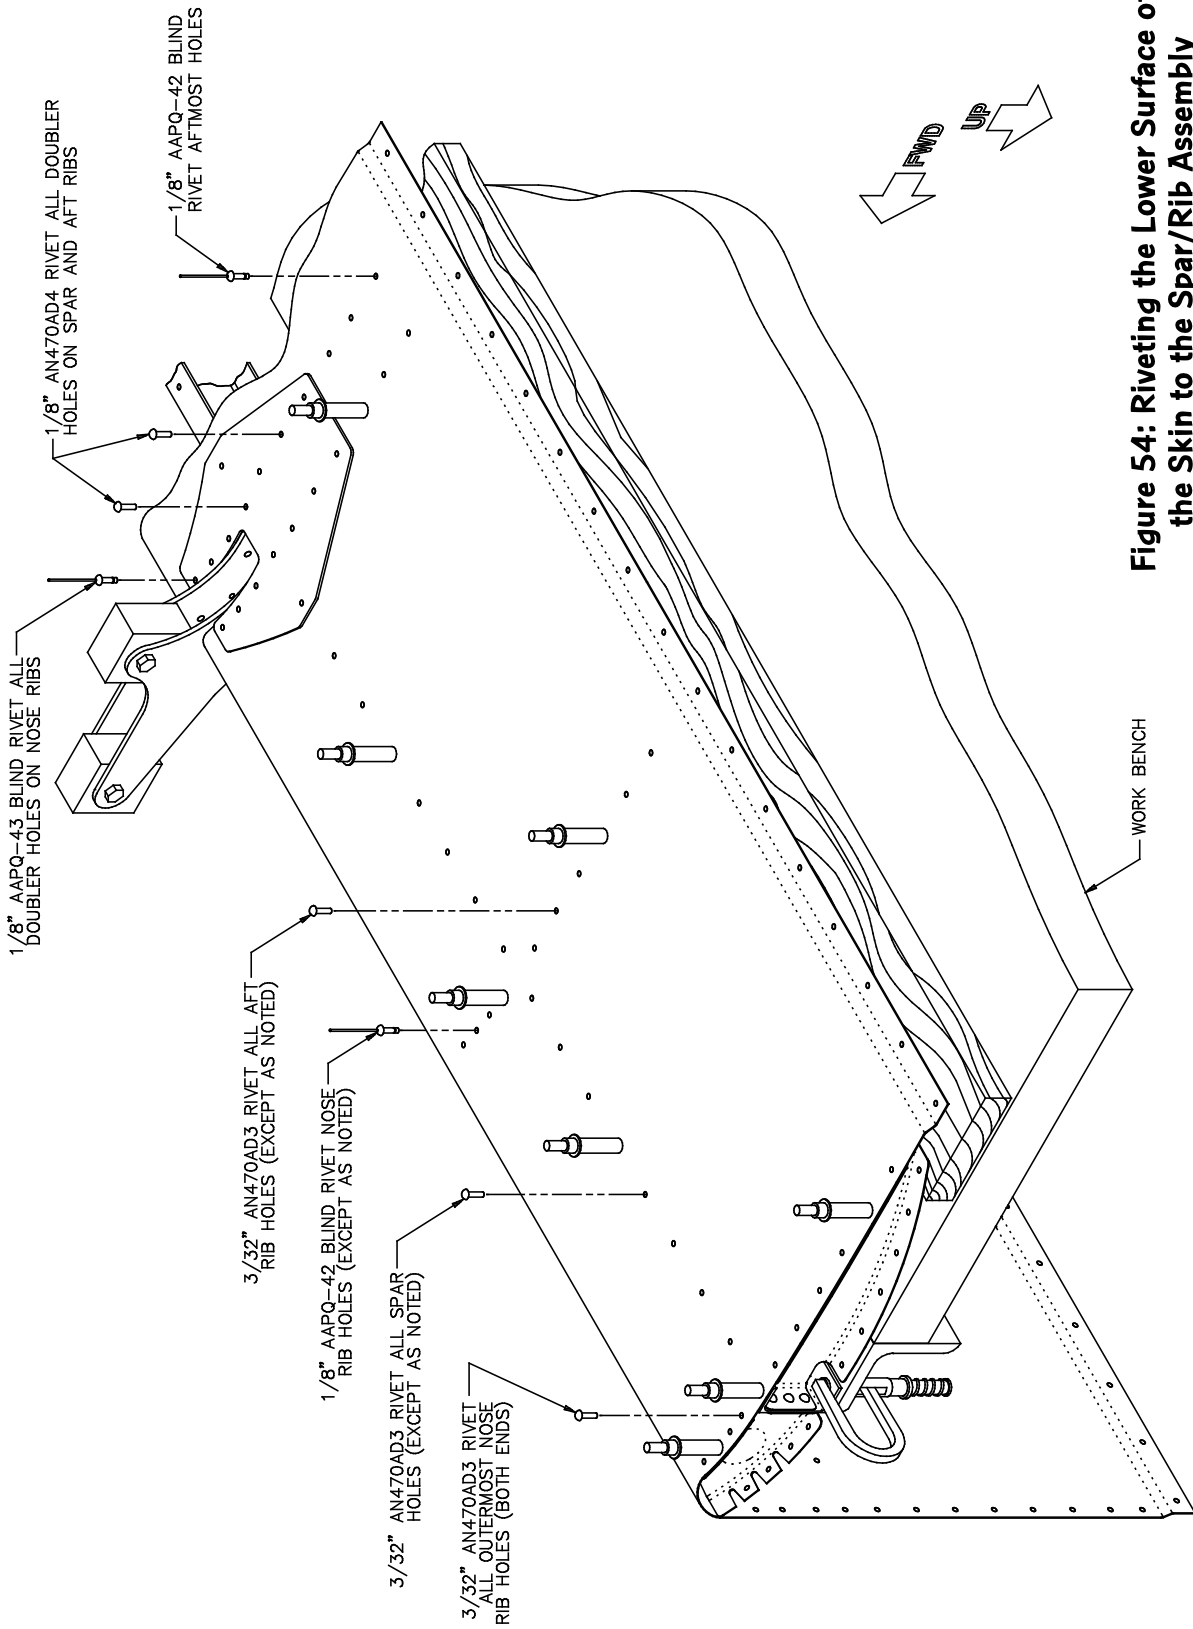 1/8" AAPQ-43 BLIND RIVET ALL
DOUBLER HOLES ON NOSE RIBS
1/8" AN470AD4 RIVET ALL DOUBLER
HOLES ON SPAR AND AFT RIBS
1/8" AAPQ-42 BLIND
RIVET AFTMOST HOLES
3/32" AN470AD3 RIVET ALL AFT
RIB HOLES (EXCEPT AS NOTED)
1/8" AAPQ-42 BLIND RIVET NOSE
RIB HOLES (EXCEPT AS NOTED)
3/32" AN470AD3 RIVET ALL SPAR
HOLES (EXCEPT AS NOTED)
3/32" AN470AD3 RIVET
ALL OUTERMOST NOSE
RIB HOLES (BOTH ENDS)
FWD
UP
WORK BENCH
Figure 54: Riveting the Lower Surface of
the Skin to the Spar/Rib Assembly